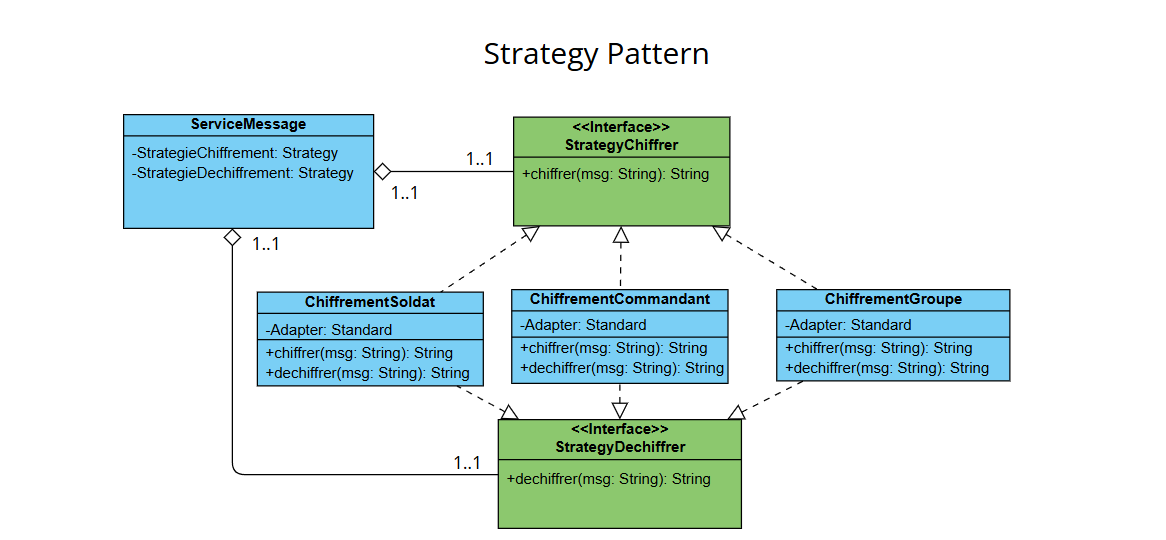 Strategy Pattern
ServiceMessage
-StrategieChiffrement: Strategy
-StrategieDechiffrement: Strategy
1..1
1..1
<<Interface>>
StrategyChiffrer
+chiffrer(msg: String): String
1..1
ChiffrementSoldat
-Adapter: Standard
+chiffrer(msg: String): String
+dechiffrer(msg: String): String
ChiffrementCommandant
-Adapter: Standard
+chiffrer(msg: String): String
+dechiffrer(msg: String): String
ChiffrementGroupe
-Adapter: Standard
+chiffrer(msg: String): String
+dechiffrer(msg: String): String
1..1
<<Interface>>
StrategyDechiffrer
+dechiffrer(msg: String): String